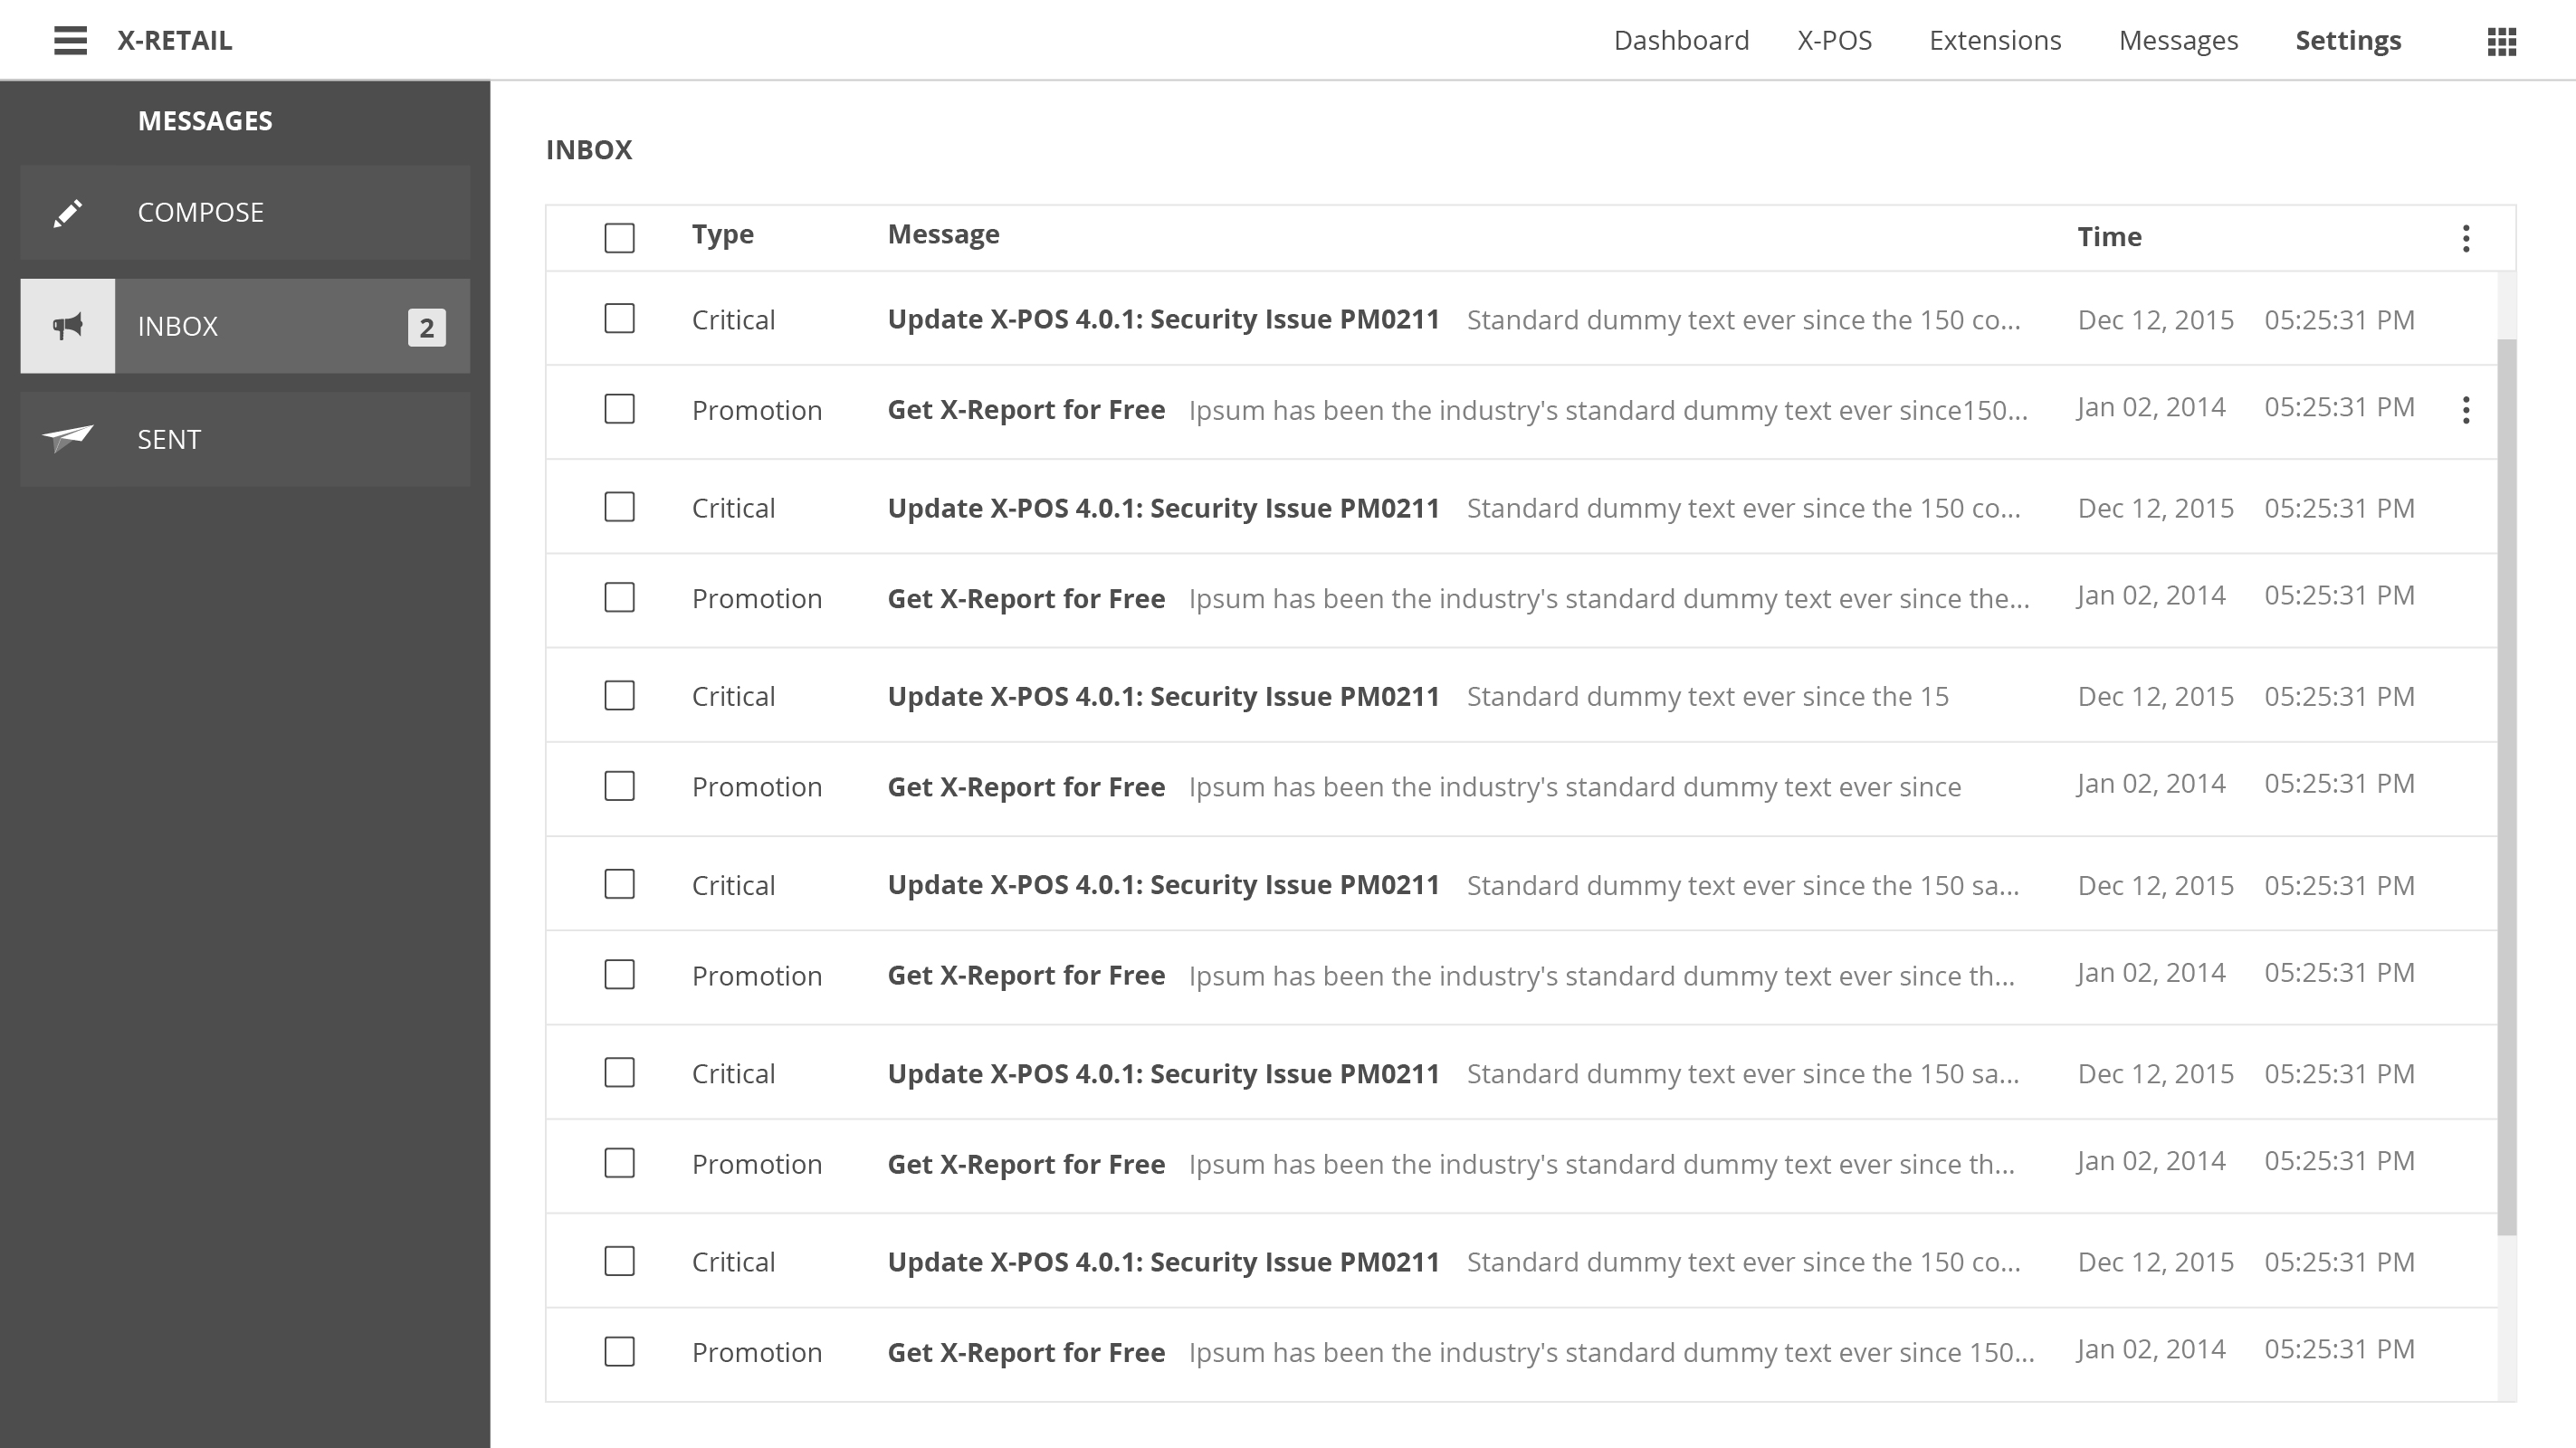 X-RETAIL Dashboard X-POS Extensions Messages Settings
MESSAGES
COMPOSE
INBOX 2
SENT
INBOX
Type Message Time
Critical Update X-POS 4.0.1: Security Issue PM0211 Standard dummy text ever since the 150 co... Dec 12, 2015 05:25:31 PM
Promotion Get X-Report for Free Ipsum has been the industry's standard dummy text ever since150... Jan 02, 2014 05:25:31 PM
Critical Update X-POS 4.0.1: Security Issue PM0211 Standard dummy text ever since the 150 co... Dec 12, 2015 05:25:31 PM
Promotion Get X-Report for Free Ipsum has been the industry's standard dummy text ever since the... Jan 02, 2014 05:25:31 PM
Critical Update X-POS 4.0.1: Security Issue PM0211 Standard dummy text ever since the 15 Dec 12, 2015 05:25:31 PM
Promotion Get X-Report for Free Ipsum has been the industry's standard dummy text ever since Jan 02, 2014 05:25:31 PM
Critical Update X-POS 4.0.1: Security Issue PM0211 Standard dummy text ever since the 150 sa... Dec 12, 2015 05:25:31 PM
Promotion Get X-Report for Free Ipsum has been the industry's standard dummy text ever since th... Jan 02, 2014 05:25:31 PM
Critical Update X-POS 4.0.1: Security Issue PM0211 Standard dummy text ever since the 150 sa... Dec 12, 2015 05:25:31 PM
Promotion Get X-Report for Free Ipsum has been the industry's standard dummy text ever since th... Jan 02, 2014 05:25:31 PM
Critical Update X-POS 4.0.1: Security Issue PM0211 Standard dummy text ever since the 150 co... Dec 12, 2015 05:25:31 PM
Promotion Get X-Report for Free Ipsum has been the industry's standard dummy text ever since 150... Jan 02, 2014 05:25:31 PM